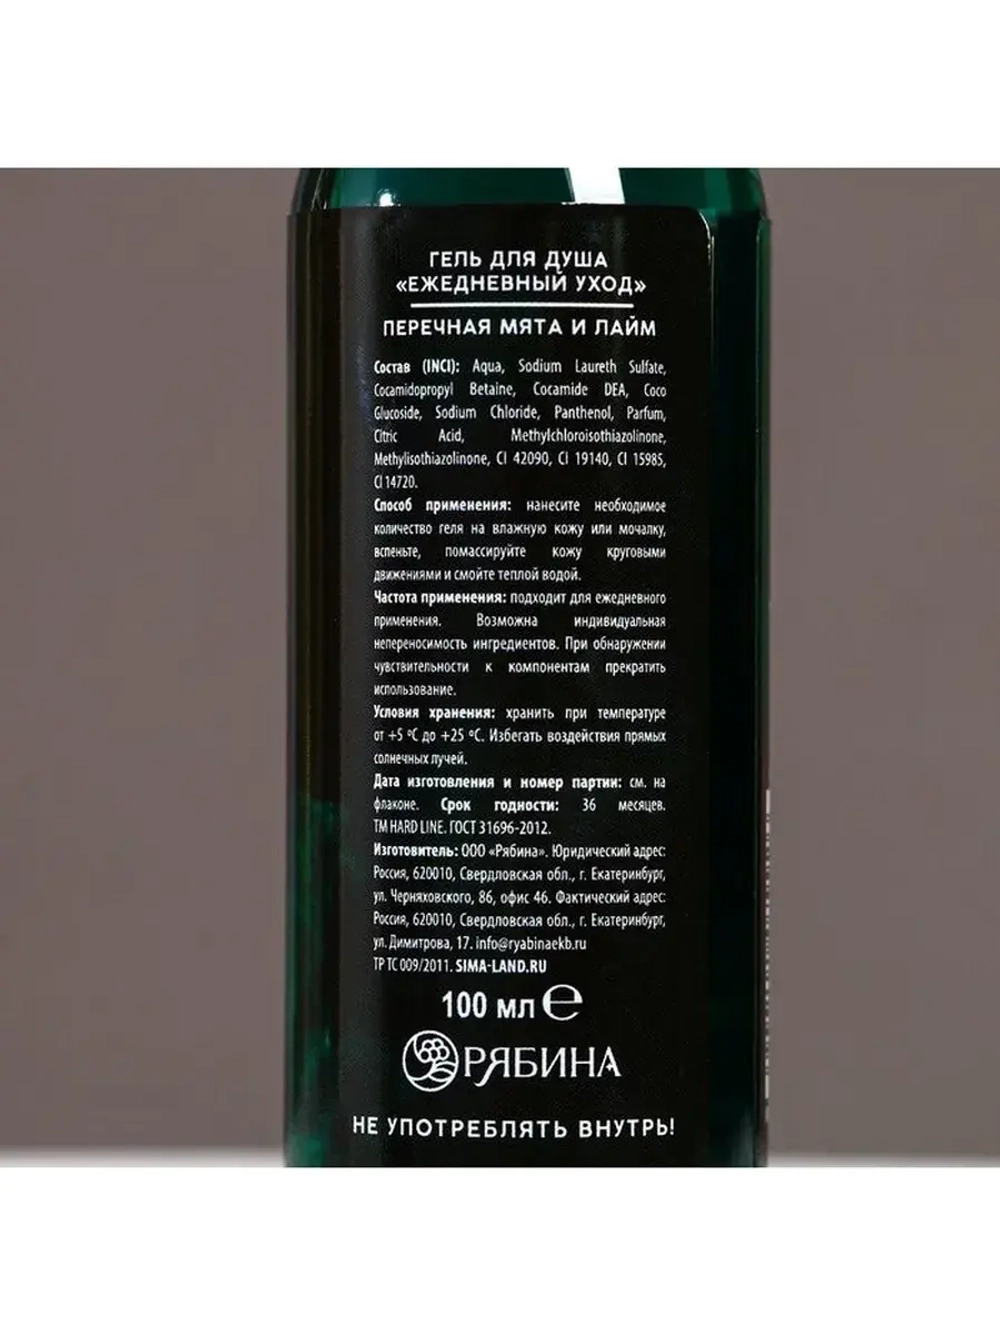 ГЕЛЬ ДЛЯ ДУША
«ЕЖЕДНЕВНЫЙ УХОД»
ПЕРЕЧНАЯ МЯТА И ЛАЙМ
Состав (INCI): Aqua, Sodium Laureth Sulfate,
Cocamidopropyl Betaine, Cocamide DEA, Coco
Glucoside, Sodium Chloride, Panthenol, Parfum,
Citric Acid, Methylchloroisothiazolinone,
Methylisothiazolinone, CI 42090, CI 19140, CI 15985,
CI 14720.
Способ применения: нанесите необходимое
количество геля на влажную кожу или мочалку,
вспеньте, помассируйте кожу круговыми
движениями и смойте теплой водой.
Частота применения: подходит для ежедневного
применения. Возможна индивидуальная
непереносимость ингредиентов. При обнаружении
чувствительности к компонентам прекратить
использование.
Условия хранения: хранить при температуре
от +5 ºC до +25 ºC. Избегать воздействия прямых
солнечных лучей.
Дата изготовления и номер партии: см. на
флаконе. Срок годности: 36 месяцев.
TM HARD LINE. ГОСТ 31696-2012.
Изготовитель: ООО «Рябина». Юридический адрес:
Россия, 620010, Свердловская обл., г. Екатеринбург,
ул. Черняховского, 86, офис 46. Фактический адрес:
Россия, 620010, Свердловская обл., г. Екатеринбург,
ул. Димитрова, 17. info@ryabinaekb.ru
ТР ТС 009/2011. SIMA-LAND.RU
100 мл ℮
РЯБИНА
НЕ УПОТРЕБЛЯТЬ ВНУТРЬ!